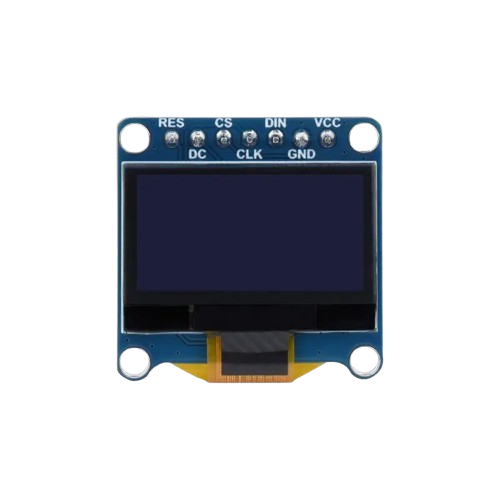 RES CS DIN VCC
DC CLK GND